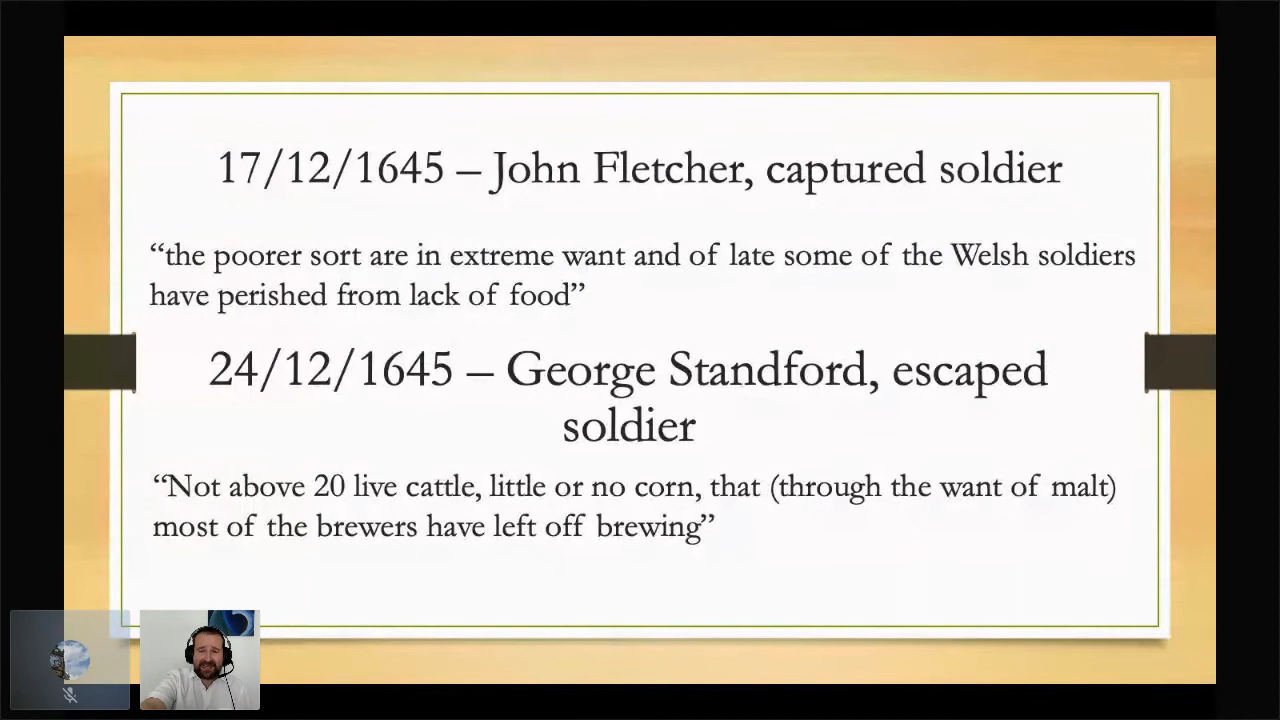 17/12/1645 – John Fletcher, captured soldier
“the poorer sort are in extreme want and of late some of the Welsh soldiers
have perished from lack of food”
24/12/1645 – George Standford, escaped
soldier
“Not above 20 live cattle, little or no corn, that (through the want of malt)
most of the brewers have left off brewing”